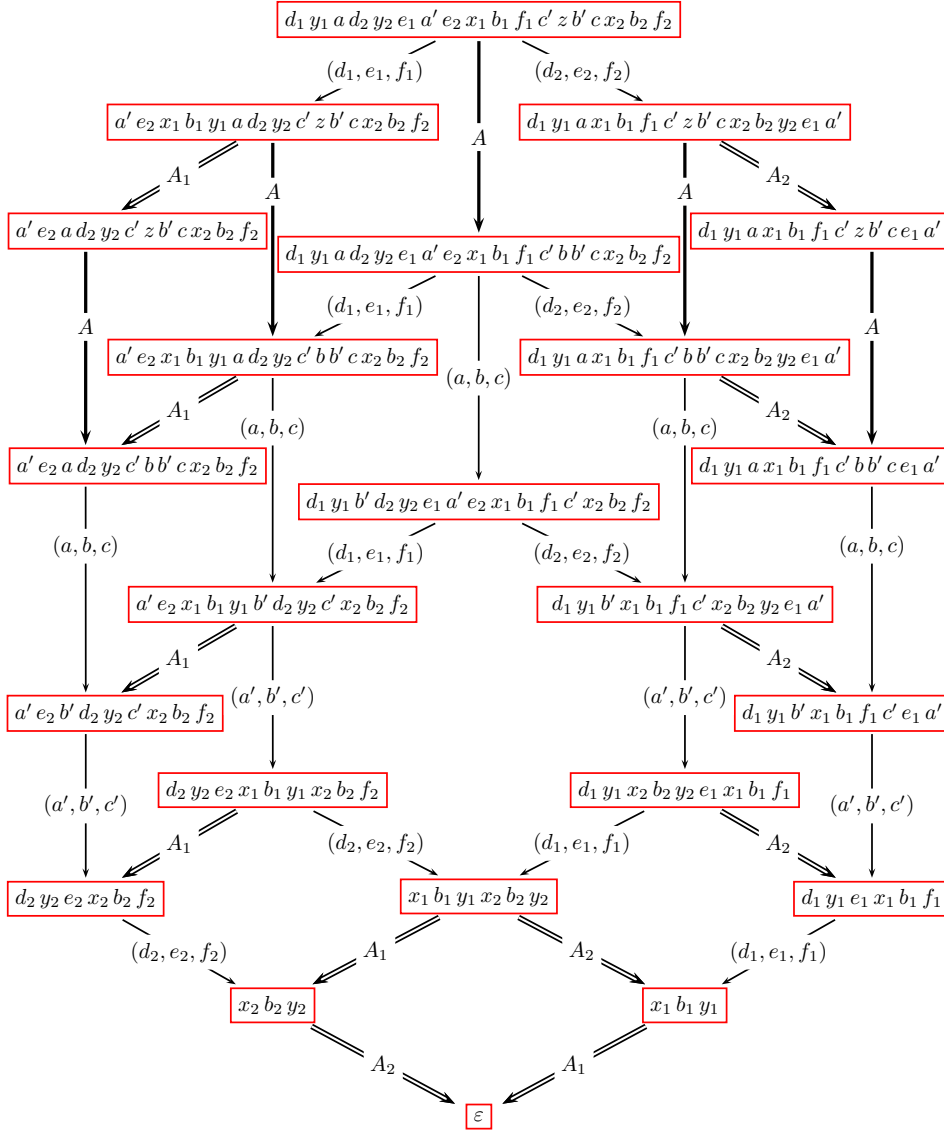 d₁ y₁ a d₂ y₂ e₁ a′ e₂ x₁ b₁ f₁ c′ z b′ c x₂ b₂ f₂
(d₁, e₁, f₁) (d₂, e₂, f₂)
a′ e₂ x₁ b₁ y₁ a d₂ y₂ c′ z b′ c x₂ b₂ f₂ d₁ y₁ a x₁ b₁ f₁ c′ z b′ c x₂ b₂ y₂ e₁ a′
A
A₁ A₂
A A
a′ e₂ a d₂ y₂ c′ z b′ c x₂ b₂ f₂ d₁ y₁ a x₁ b₁ f₁ c′ z b′ c e₁ a′
d₁ y₁ a d₂ y₂ e₁ a′ e₂ x₁ b₁ f₁ c′ b b′ c x₂ b₂ f₂
(d₁, e₁, f₁) (d₂, e₂, f₂)
A A
a′ e₂ x₁ b₁ y₁ a d₂ y₂ c′ b b′ c x₂ b₂ f₂ d₁ y₁ a x₁ b₁ f₁ c′ b b′ c x₂ b₂ y₂ e₁ a′
(a, b, c)
A₁ A₂
(a, b, c) (a, b, c)
a′ e₂ a d₂ y₂ c′ b b′ c x₂ b₂ f₂ d₁ y₁ a x₁ b₁ f₁ c′ b b′ c e₁ a′
d₁ y₁ b′ d₂ y₂ e₁ a′ e₂ x₁ b₁ f₁ c′ x₂ b₂ f₂
(a, b, c) (a, b, c)
(d₁, e₁, f₁) (d₂, e₂, f₂)
a′ e₂ x₁ b₁ y₁ b′ d₂ y₂ c′ x₂ b₂ f₂ d₁ y₁ b′ x₁ b₁ f₁ c′ x₂ b₂ y₂ e₁ a′
A₁ A₂
(a′, b′, c′) (a′, b′, c′)
a′ e₂ b′ d₂ y₂ c′ x₂ b₂ f₂ d₁ y₁ b′ x₁ b₁ f₁ c′ e₁ a′
d₂ y₂ e₂ x₁ b₁ y₁ x₂ b₂ f₂ d₁ y₁ x₂ b₂ y₂ e₁ x₁ b₁ f₁
(a′, b′, c′) (a′, b′, c′)
A₁ (d₂, e₂, f₂) (d₁, e₁, f₁) A₂
d₂ y₂ e₂ x₂ b₂ f₂ x₁ b₁ y₁ x₂ b₂ y₂ d₁ y₁ e₁ x₁ b₁ f₁
(d₂, e₂, f₂) A₁ A₂ (d₁, e₁, f₁)
x₂ b₂ y₂ x₁ b₁ y₁
A₂ A₁
ε